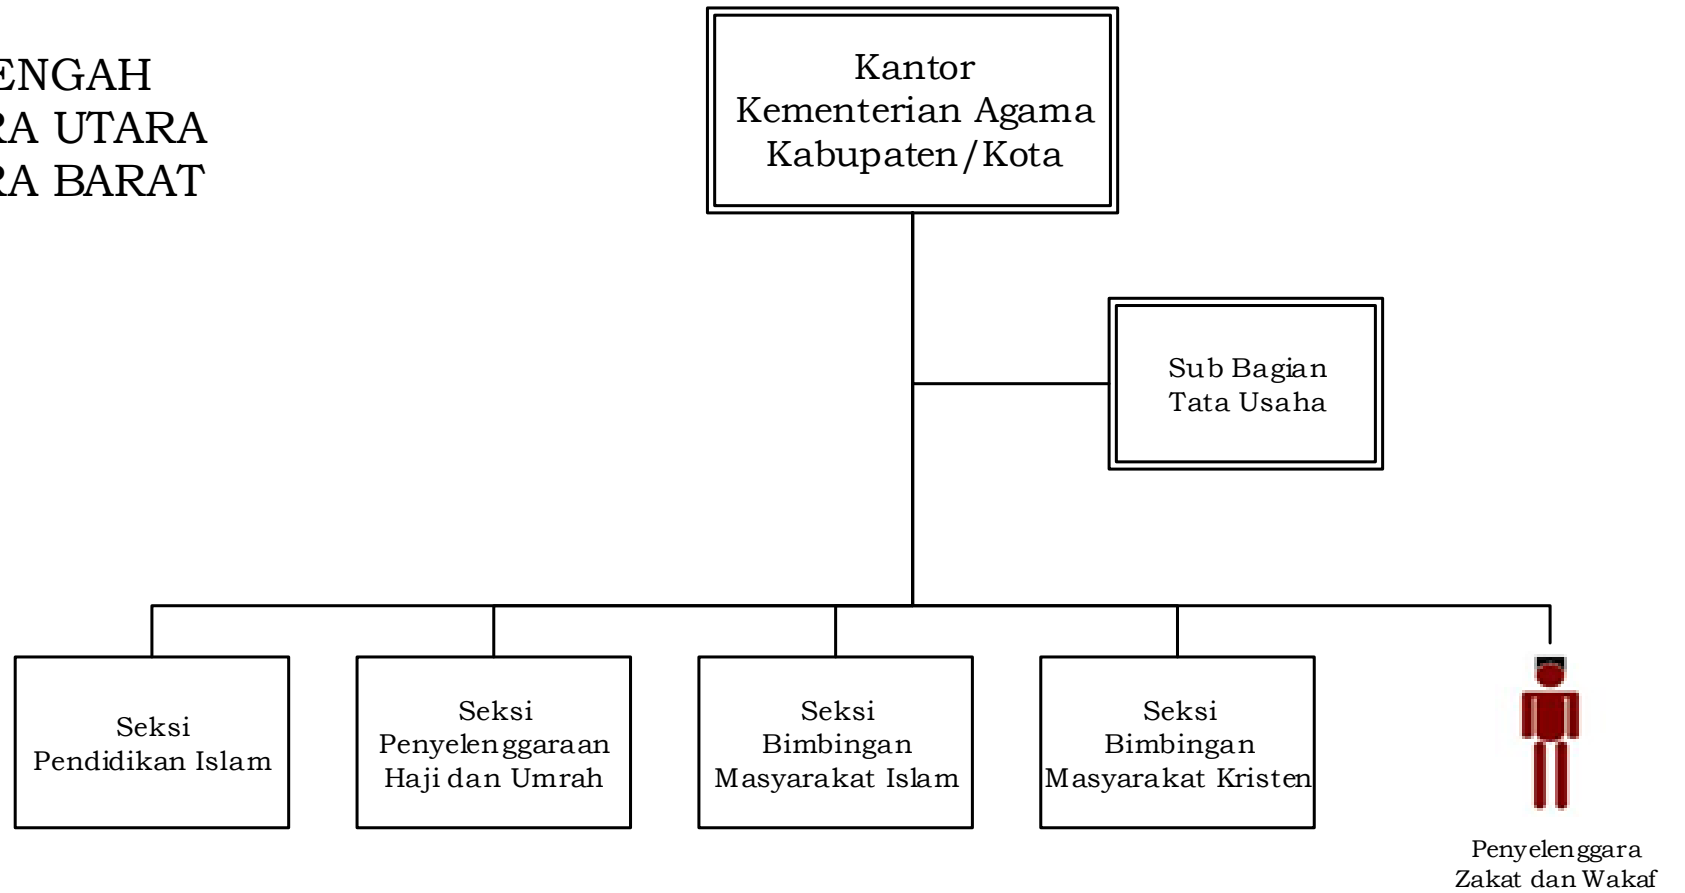 ENGAH
RA UTARA
RA BARAT
Kantor
Kementerian Agama
Kabupaten/Kota
Sub Bagian
Tata Usaha
Seksi
Pendidikan Islam
Seksi
Penyelenggaraan
Haji dan Umrah
Seksi
Bimbingan
Masyarakat Islam
Seksi
Bimbingan
Masyarakat Kristen
Penyelenggara
Zakat dan Wakaf